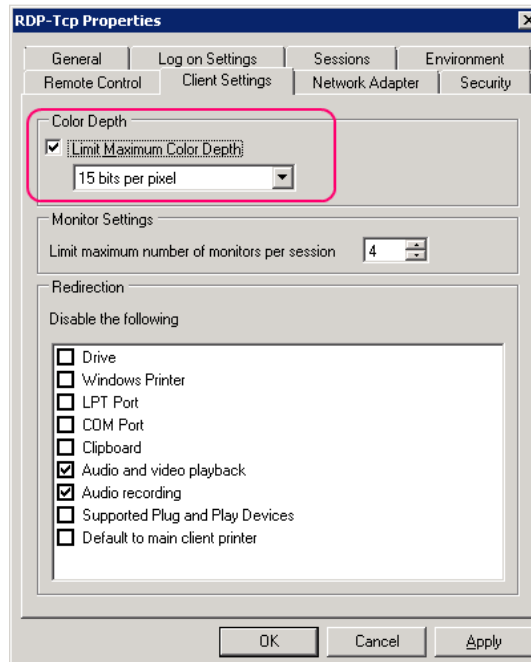 RDP-Tcp Properties
General Log on Settings Sessions Environment
Remote Control Client Settings Network Adapter Security
Color Depth
Limit Maximum Color Depth
15 bits per pixel
Monitor Settings
Limit maximum number of monitors per session 4
Redirection
Disable the following
Drive
Windows Printer
LPT Port
COM Port
Clipboard
Audio and video playback
Audio recording
Supported Plug and Play Devices
Default to main client printer
OK Cancel Apply